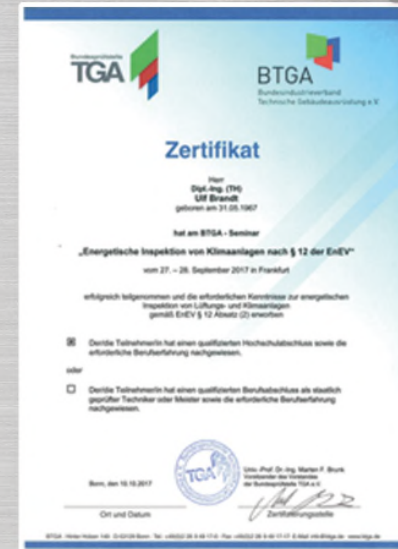 Bundesprüfstelle
TGA
BTGA
Bundesindustrieverband
Technische Gebäudeausrüstung e.V.
Zertifikat
Herr
Dipl.-Ing. (TH)
Ulf Brandt
geboren am 31.05.1967
hat am BTGA - Seminar
„Energetische Inspektion von Klimaanlagen nach § 12 der EnEV“
vom 27. – 28. September 2017 in Frankfurt
erfolgreich teilgenommen und die erforderlichen Kenntnisse zur energetischen
Inspektion von Lüftungs- und Klimaanlagen
gemäß EnEV § 12 Absatz (2) erworben
Der/die Teilnehmer/in hat einen qualifizierten Hochschulabschluss sowie die
erforderliche Berufserfahrung nachgewiesen.
oder
Der/die Teilnehmer/in hat einen qualifizierten Berufsabschluss als staatlich
geprüfter Techniker oder Meister sowie die erforderliche Berufserfahrung
nachgewiesen.
TGA
Bonn, den 10.10.2017
Univ.-Prof. Dr.-Ing. Marten F. Brunk
Vorsitzender des Vorstandes
der Bundesprüfstelle TGA e.V.
Ort und Datum
Zertifizierungsstelle